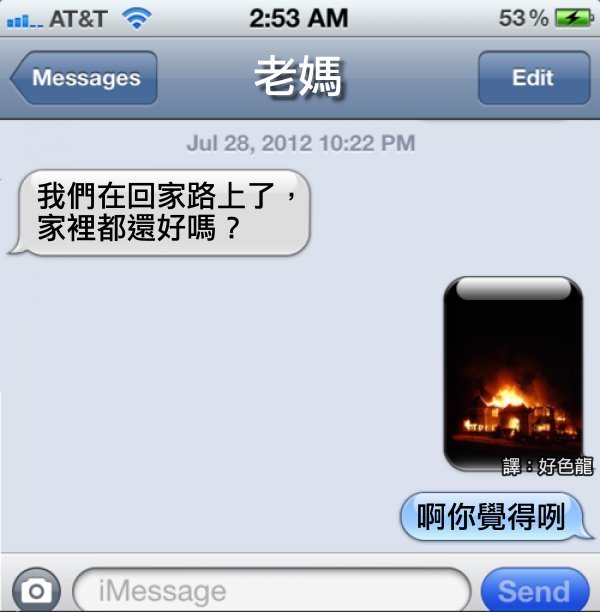 AT&T 2:53 AM 53%
Messages 老媽 Edit
Jul 28, 2012 10:22 PM
我們在回家路上了，
家裡都還好嗎？
譯：好色龍
啊你覺得咧
iMessage Send